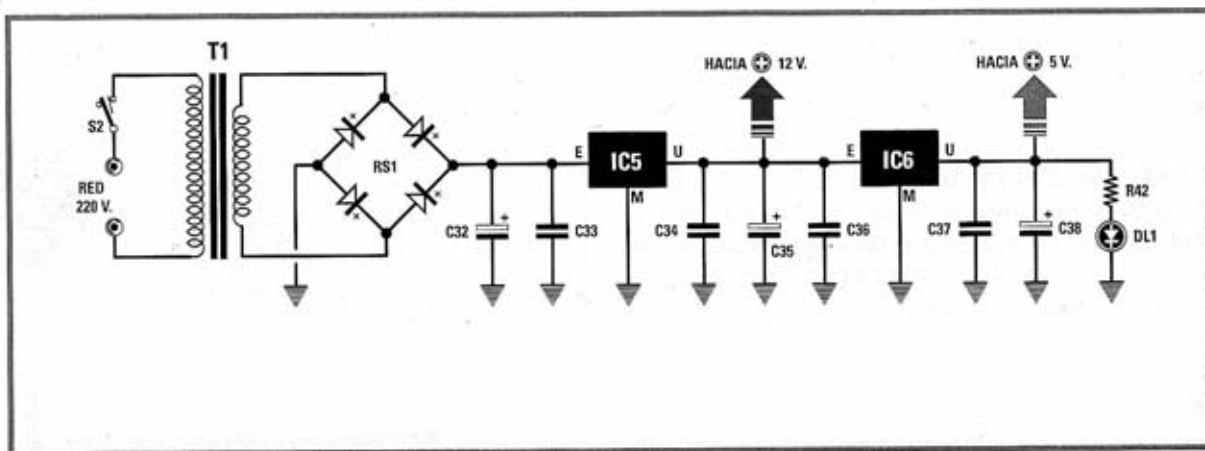 T1
S2
RED
220 V.
RS1
C32
C33
E
IC5
U
M
C34
HACIA + 12 V.
C35
C36
E
IC6
U
M
HACIA + 5 V.
C37
C38
R42
DL1